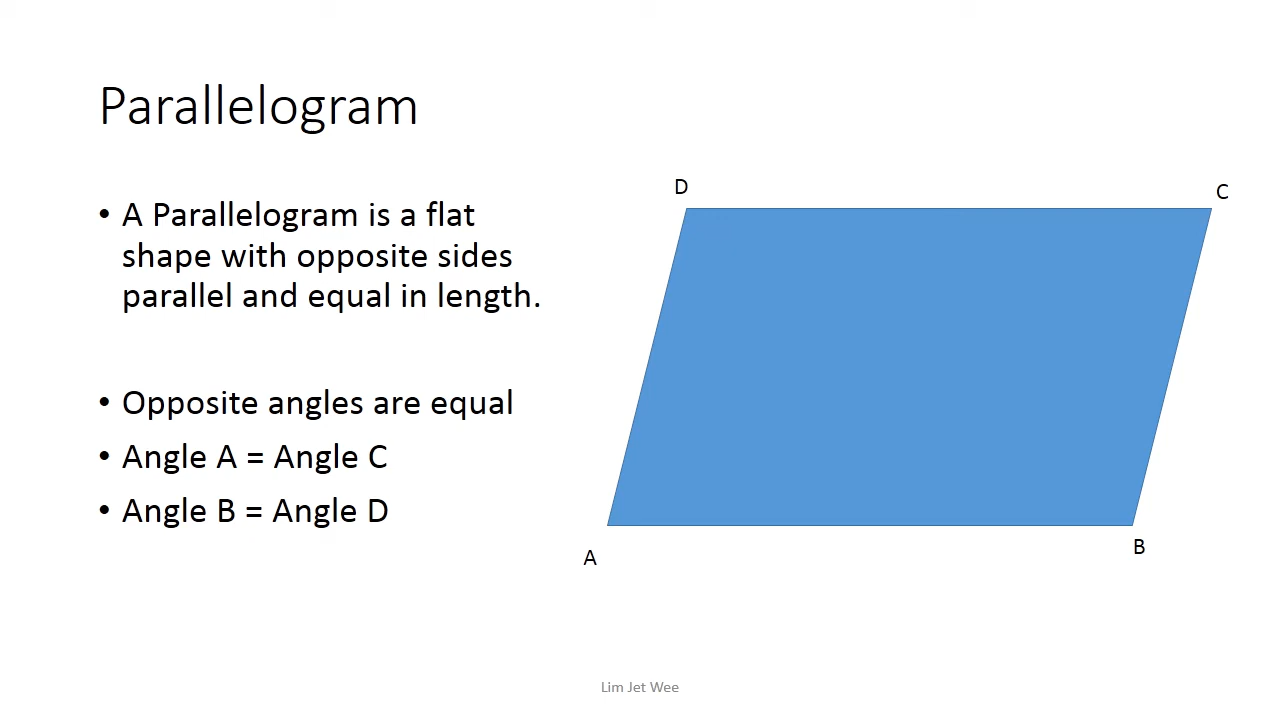 Parallelogram
• A Parallelogram is a flat
shape with opposite sides
parallel and equal in length.
• Opposite angles are equal
• Angle A = Angle C
• Angle B = Angle D
D
C
A
B
Lim Jet Wee